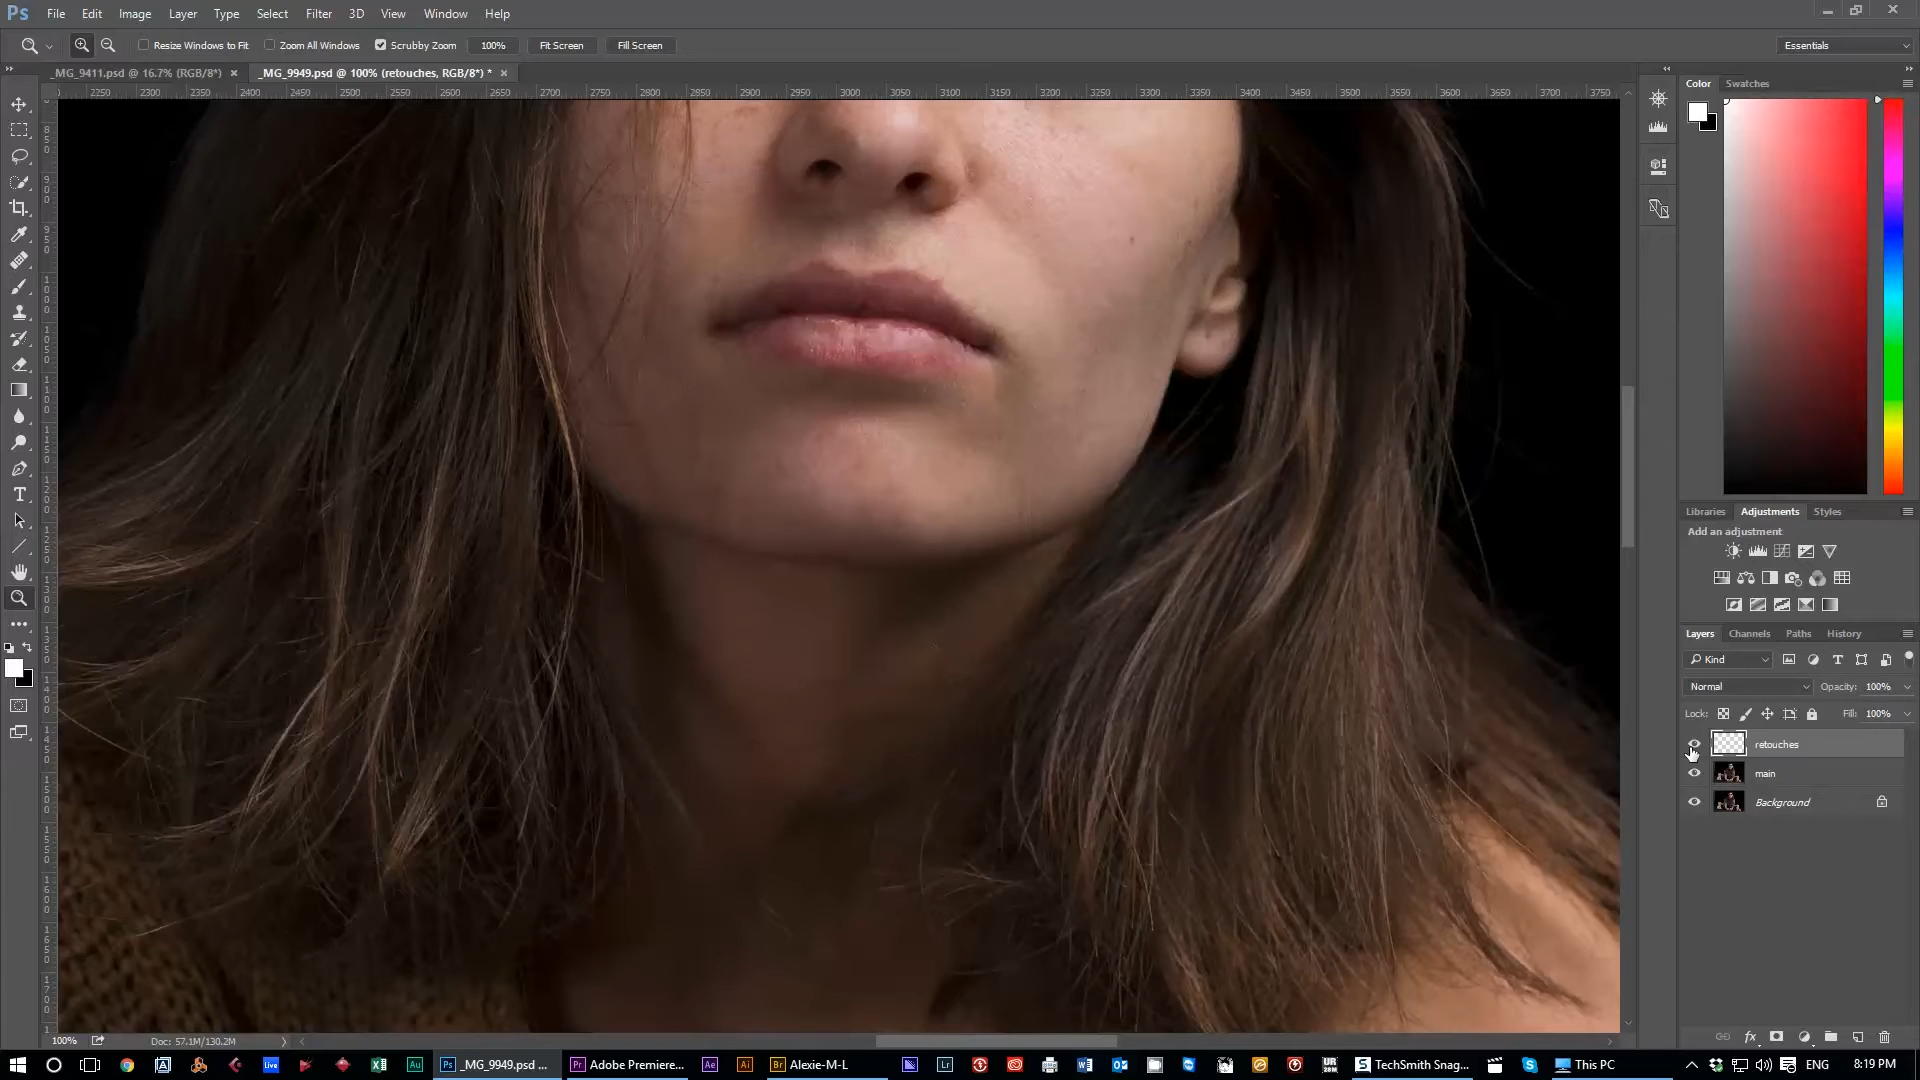 Ps File Edit Image Layer Type Select Filter 3D View Window Help
Resize Windows to Fit Zoom All Windows Scrubby Zoom 100% Fit Screen Fill Screen Essentials
_MG_9411.psd @ 16.7% (RGB/8*) × _MG_9949.psd @ 100% (retouches, RGB/8*) * ×
2250 2300 2350 2400 2450 2500 2550 2600 2650 2700 2750 2800 2850 2900 2950 3000 3050 3100 3150 3200 3250 3300 3350 3400 3450 3500 3550 3600 3650 3700 3750
Color Swatches
Libraries Adjustments Styles
Add an adjustment
Layers Channels Paths History
Kind
Normal Opacity: 100%
Lock: Fill: 100%
retouches
main
Background
100% Doc: 57.1M/130.2M
_MG_9949.psd ... Adobe Premiere... Alexie-M-L TechSmith Snag... This PC ENG 8:19 PM